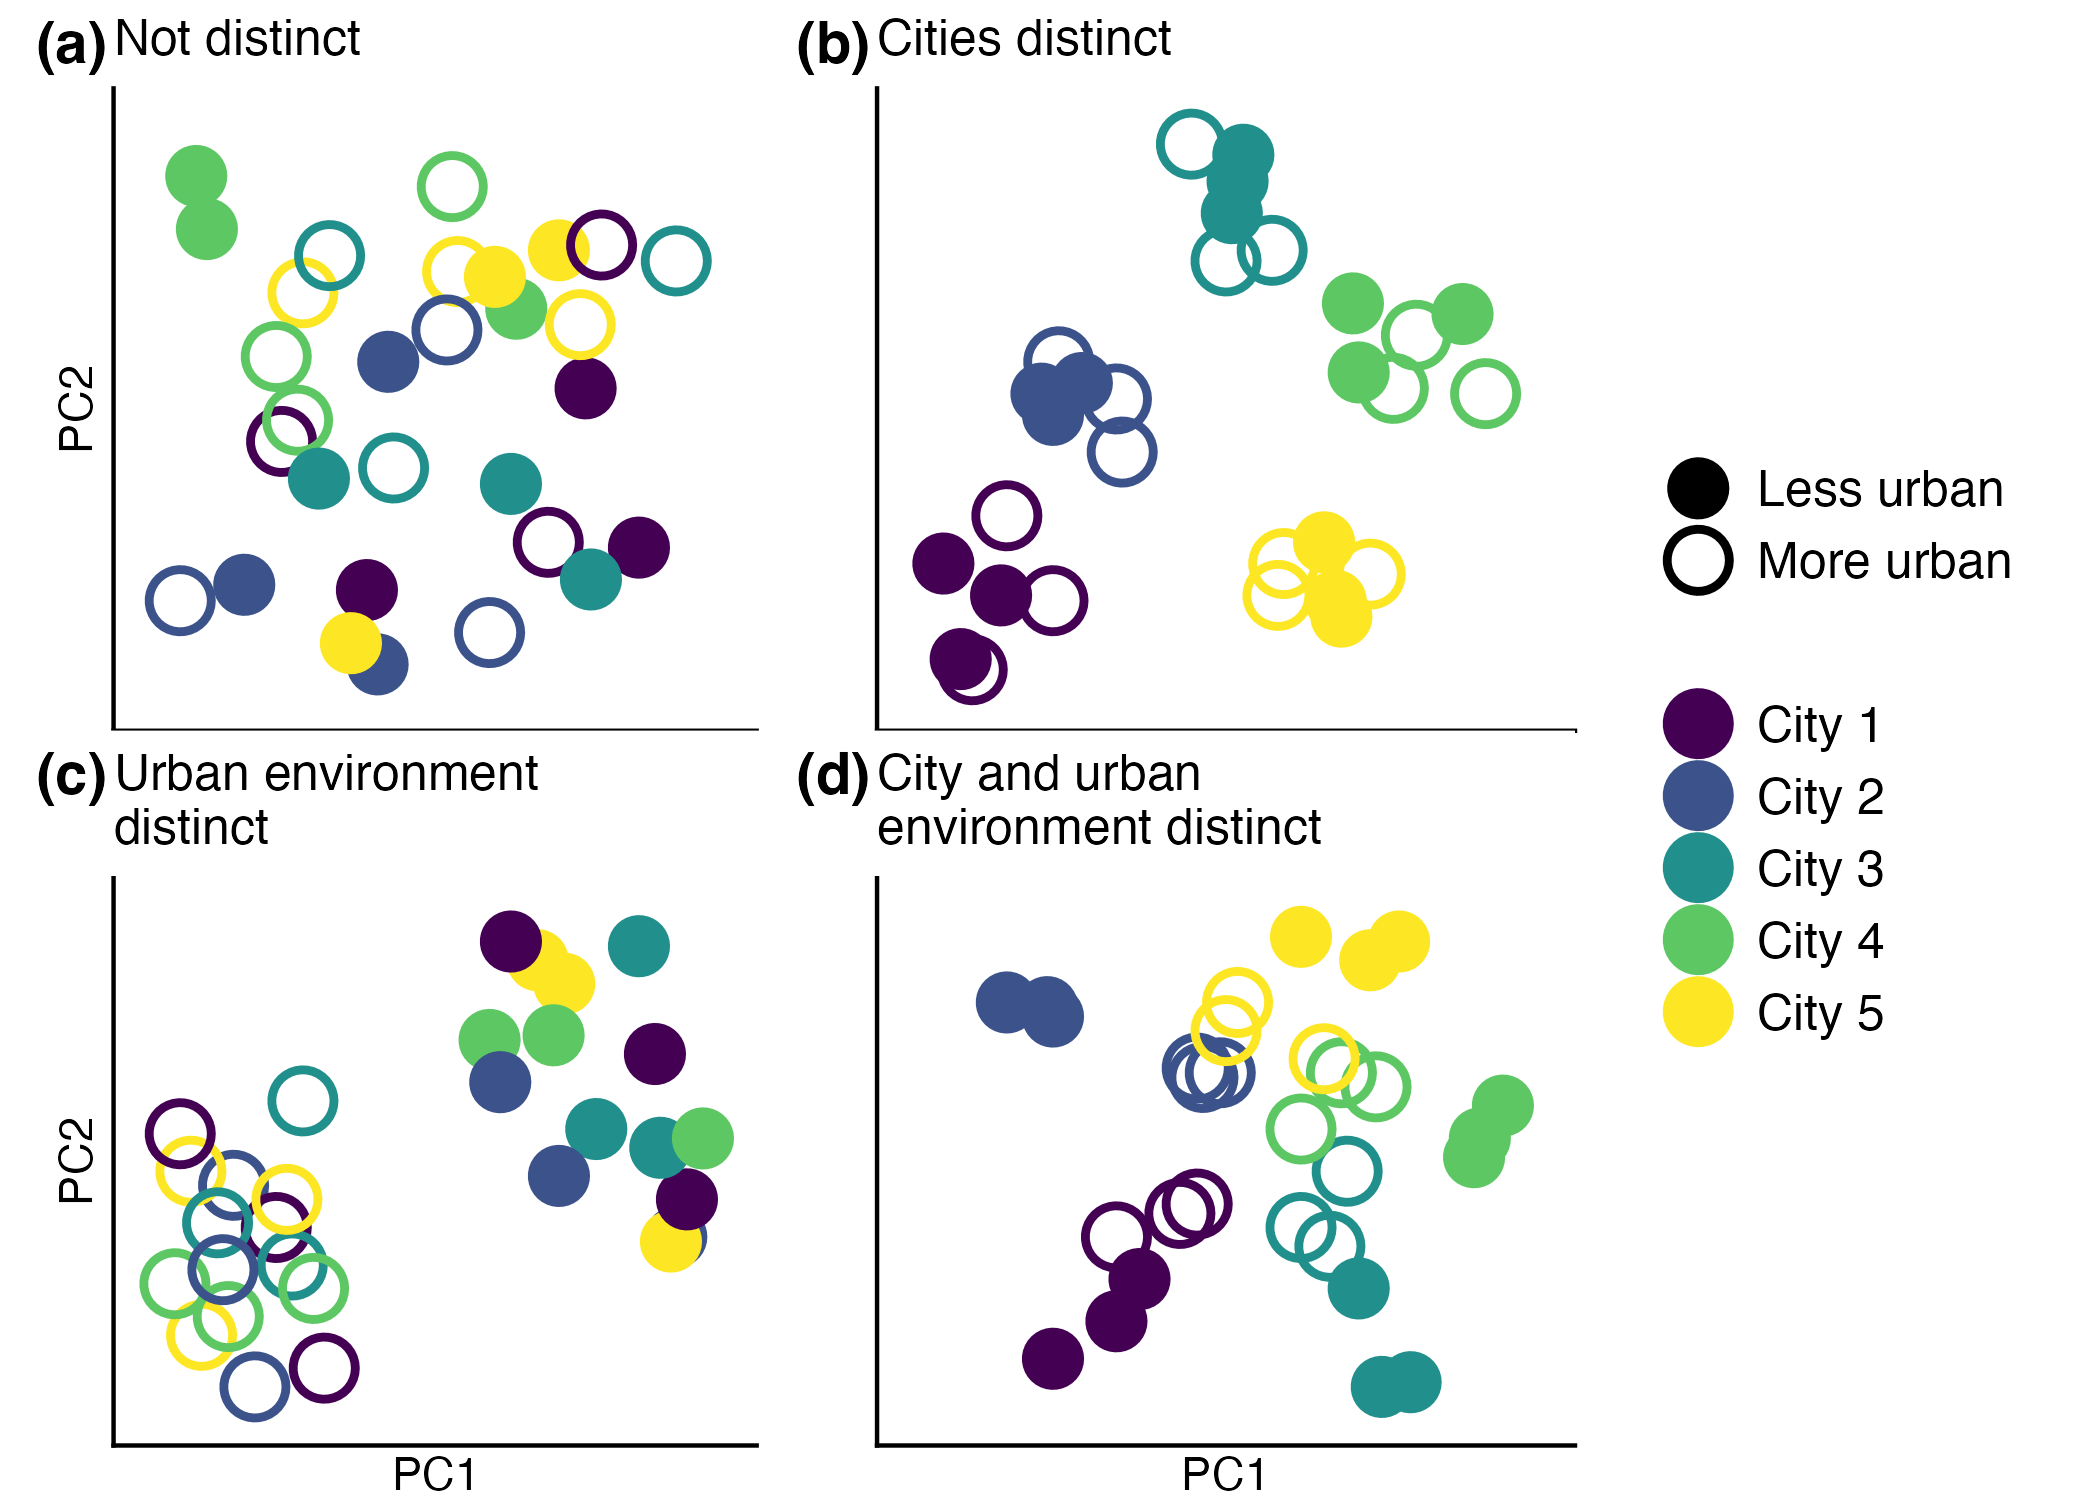 (a) Not distinct
(b) Cities distinct
PC2
(c) Urban environment
distinct
(d) City and urban
environment distinct
PC2
PC1
PC1
Less urban
More urban
City 1
City 2
City 3
City 4
City 5